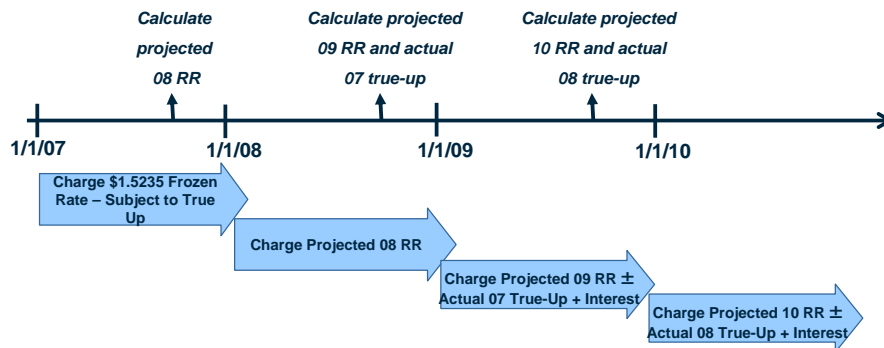 Calculate
projected
08 RR
Calculate projected
09 RR and actual
07 true-up
Calculate projected
10 RR and actual
08 true-up
1/1/07
1/1/08
1/1/09
1/1/10
Charge $1.5235 Frozen
Rate – Subject to True
Up
Charge Projected 08 RR
Charge Projected 09 RR ±
Actual 07 True-Up + Interest
Charge Projected 10 RR ±
Actual 08 True-Up + Interest